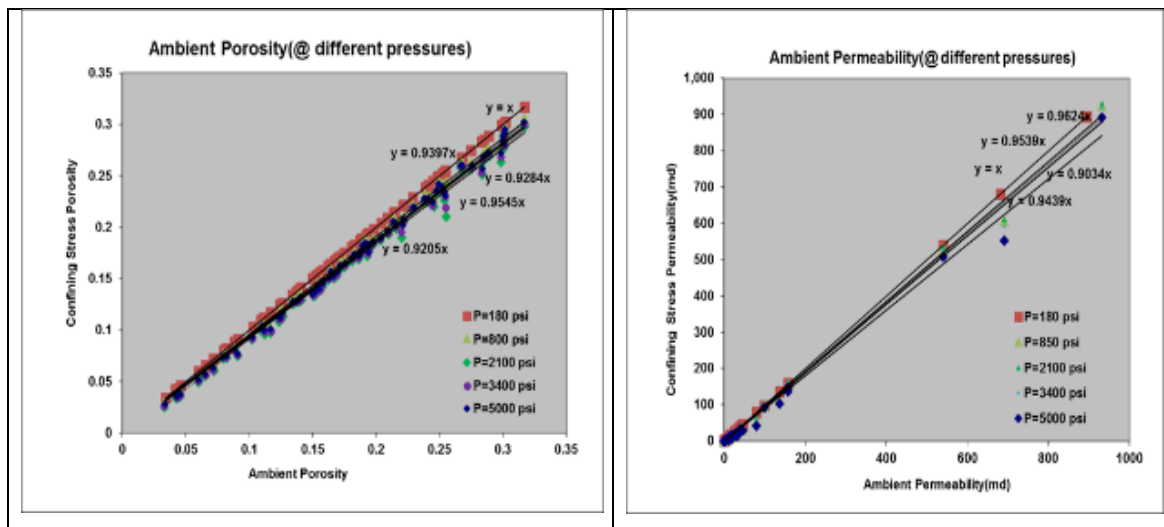 Ambient Porosity(@ different pressures)
0.35
0.3
0.25
0.2
0.15
0.1
0.05
0
Confining Stress Porosity
y = x
y = 0.9397x
y = 0.9284x
y = 0.9545x
y = 0.9205x
P=180 psi
P=800 psi
P=2100 psi
P=3400 psi
P=5000 psi
0 0.05 0.1 0.15 0.2 0.25 0.3 0.35
Ambient Porosity
Ambient Permeability(@ different pressures)
1,000
900
800
700
600
500
400
300
200
100
0
Confining Stress Permeability(md)
y = 0.9624x
y = 0.9539x
y = x
y = 0.9034x
y = 0.9439x
P=180 psi
P=850 psi
P=2100 psi
P=3400 psi
P=5000 psi
0 200 400 600 800 1000
Ambient Permeability(md)